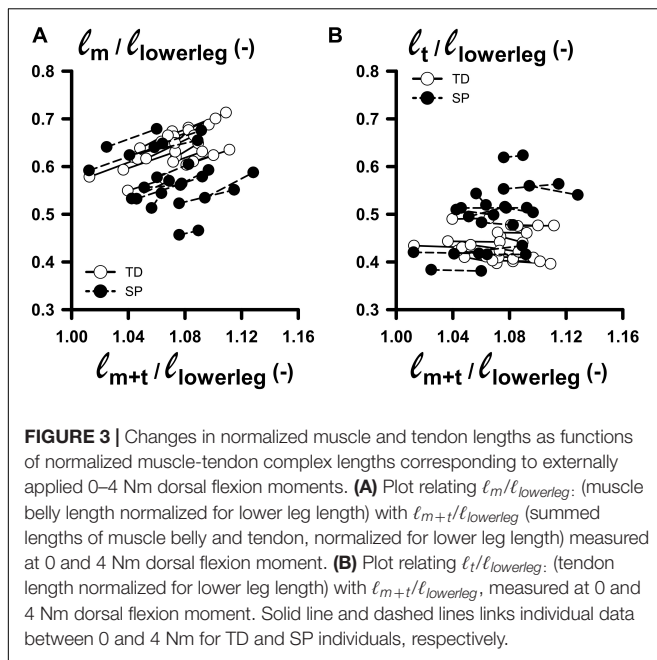 A
ℓm / ℓlowerleg (-)
0.8
0.7
0.6
0.5
0.4
0.3
TD
SP
1.00 1.04 1.08 1.12 1.16
ℓm+t / ℓlowerleg (-)
B
ℓt / ℓlowerleg (-)
TD
SP
0.8
0.7
0.6
0.5
0.4
0.3
1.00 1.04 1.08 1.12 1.16
ℓm+t / ℓlowerleg (-)
FIGURE 3 | Changes in normalized muscle and tendon lengths as functions
of normalized muscle-tendon complex lengths corresponding to externally
applied 0–4 Nm dorsal flexion moments. (A) Plot relating ℓm/ℓlowerleg: (muscle
belly length normalized for lower leg length) with ℓm+t/ℓlowerleg (summed
lengths of muscle belly and tendon, normalized for lower leg length) measured
at 0 and 4 Nm dorsal flexion moment. (B) Plot relating ℓt/ℓlowerleg: (tendon
length normalized for lower leg length) with ℓm+t/ℓlowerleg, measured at 0 and
4 Nm dorsal flexion moment. Solid line and dashed lines links individual data
between 0 and 4 Nm for TD and SP individuals, respectively.